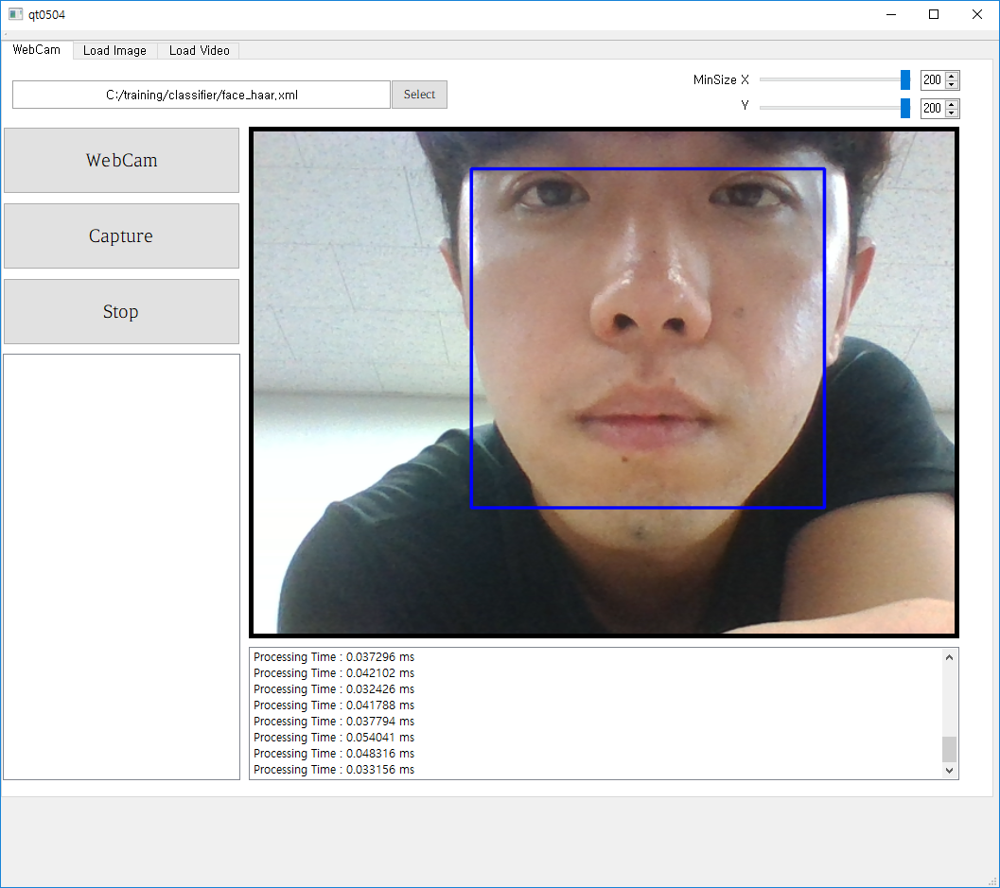 qt0504
WebCam Load Image Load Video
C:/training/classifier/face_haar.xml Select
MinSize X 200
Y 200
WebCam
Capture
Stop
Processing Time : 0.037296 ms
Processing Time : 0.042102 ms
Processing Time : 0.032426 ms
Processing Time : 0.041788 ms
Processing Time : 0.037794 ms
Processing Time : 0.054041 ms
Processing Time : 0.048316 ms
Processing Time : 0.033156 ms